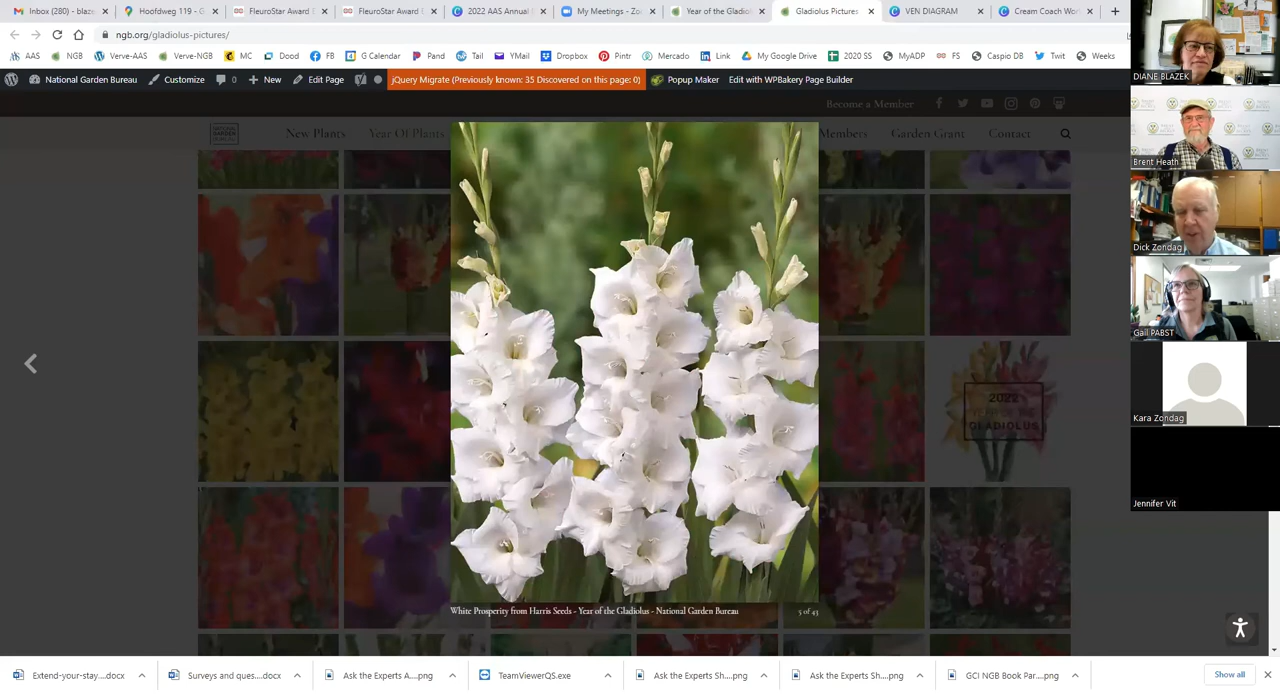 Inbox (280) - blaze
Hoofdweg 119 - G
FleuroStar Award D
FleuroStar Award C
2022 AAS Annual
My Meetings - Zo
Year of the Gladiol
Gladiolus Pictures
VEN DIAGRAM
Cream Coach Wor
ngb.org/gladiolus-pictures/
AAS
NGB
Verve-AAS
Verve-NGB
MC
Dood
FB
G Calendar
Pand
Tail
YMail
Dropbox
Pintr
Mercado
Link
My Google Drive
2020 SS
MyADP
FS
Caspio DB
Twit
Weeks
National Garden Bureau
Customize
0
New
Edit Page
jQuery Migrate (Previously known: 35 Discovered on this page: 0)
Popup Maker
Edit with WPBakery Page Builder
Become a Member
New Plants
Year Of Plants
Members
Garden Grant
Contact
2022
YEAR OF THE
GLADIOLUS
White Prosperity from Harris Seeds - Year of the Gladiolus - National Garden Bureau
5 of 43
DIANE BLAZEK
Brent Heath
Dick Zondag
Gail PABST
Kara Zondag
Jennifer Vit
Extend-your-stay....docx
Surveys and ques....docx
Ask the Experts A....png
TeamViewerQS.exe
Ask the Experts Sh....png
Ask the Experts Sh....png
GCI NGB Book Par....png
Show all